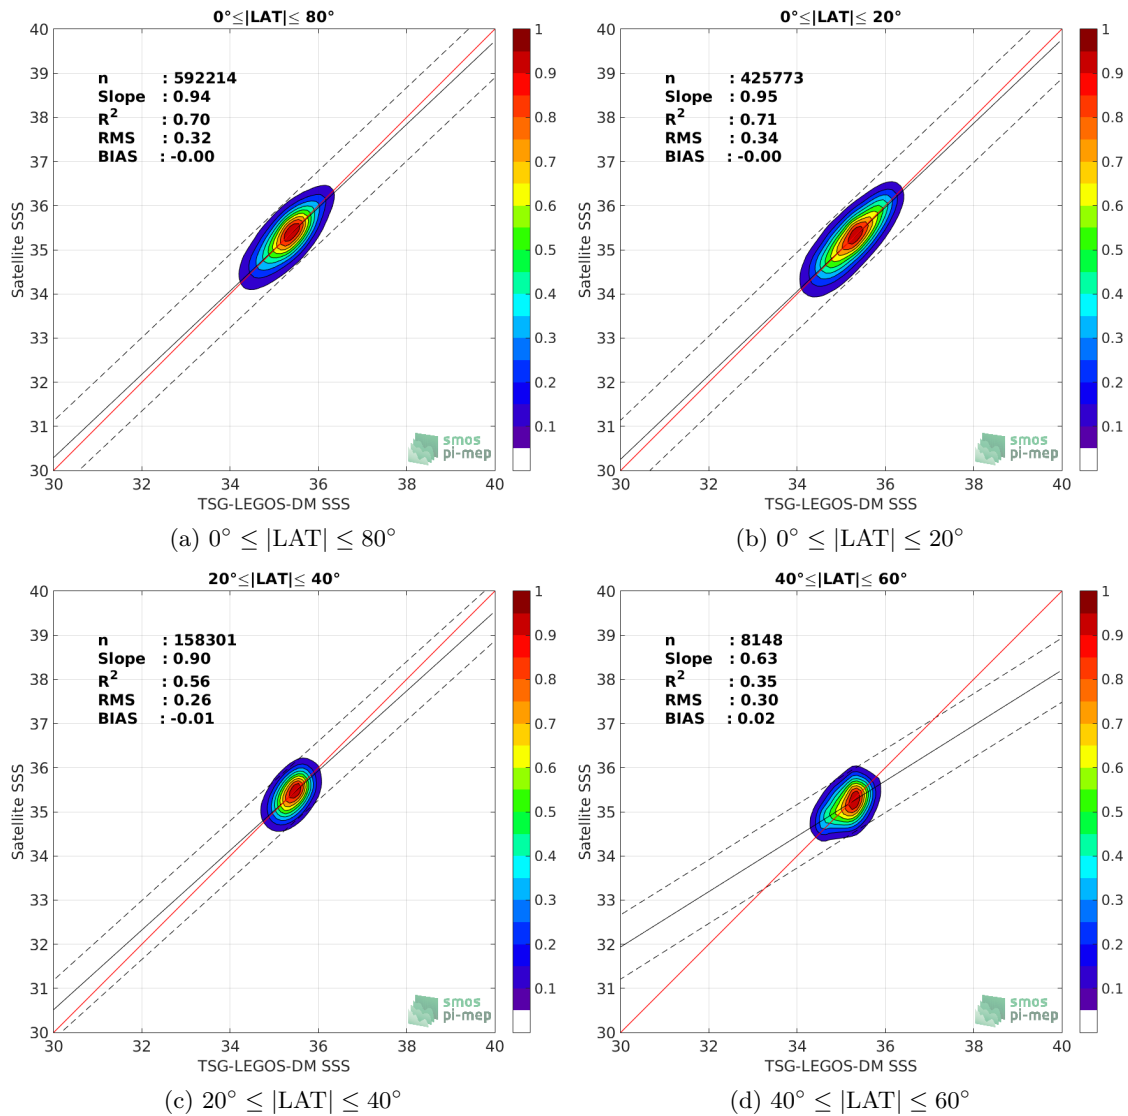 0°≤|LAT|≤ 80°
40
39
38
37
36
35
34
33
32
31
30
30
32
34
36
38
40
Satellite SSS
TSG-LEGOS-DM SSS
n : 592214
Slope : 0.94
R² : 0.70
RMS : 0.32
BIAS : -0.00
1
0.9
0.8
0.7
0.6
0.5
0.4
0.3
0.2
0.1
smos
pi-mep
(a) 0° ≤ |LAT| ≤ 80°
0°≤|LAT|≤ 20°
40
39
38
37
36
35
34
33
32
31
30
30
32
34
36
38
40
Satellite SSS
TSG-LEGOS-DM SSS
n : 425773
Slope : 0.95
R² : 0.71
RMS : 0.34
BIAS : -0.00
1
0.9
0.8
0.7
0.6
0.5
0.4
0.3
0.2
0.1
smos
pi-mep
(b) 0° ≤ |LAT| ≤ 20°
20°≤|LAT|≤ 40°
40
39
38
37
36
35
34
33
32
31
30
30
32
34
36
38
40
Satellite SSS
TSG-LEGOS-DM SSS
n : 158301
Slope : 0.90
R² : 0.56
RMS : 0.26
BIAS : -0.01
1
0.9
0.8
0.7
0.6
0.5
0.4
0.3
0.2
0.1
smos
pi-mep
(c) 20° ≤ |LAT| ≤ 40°
40°≤|LAT|≤ 60°
40
39
38
37
36
35
34
33
32
31
30
30
32
34
36
38
40
Satellite SSS
TSG-LEGOS-DM SSS
n : 8148
Slope : 0.63
R² : 0.35
RMS : 0.30
BIAS : 0.02
1
0.9
0.8
0.7
0.6
0.5
0.4
0.3
0.2
0.1
smos
pi-mep
(d) 40° ≤ |LAT| ≤ 60°